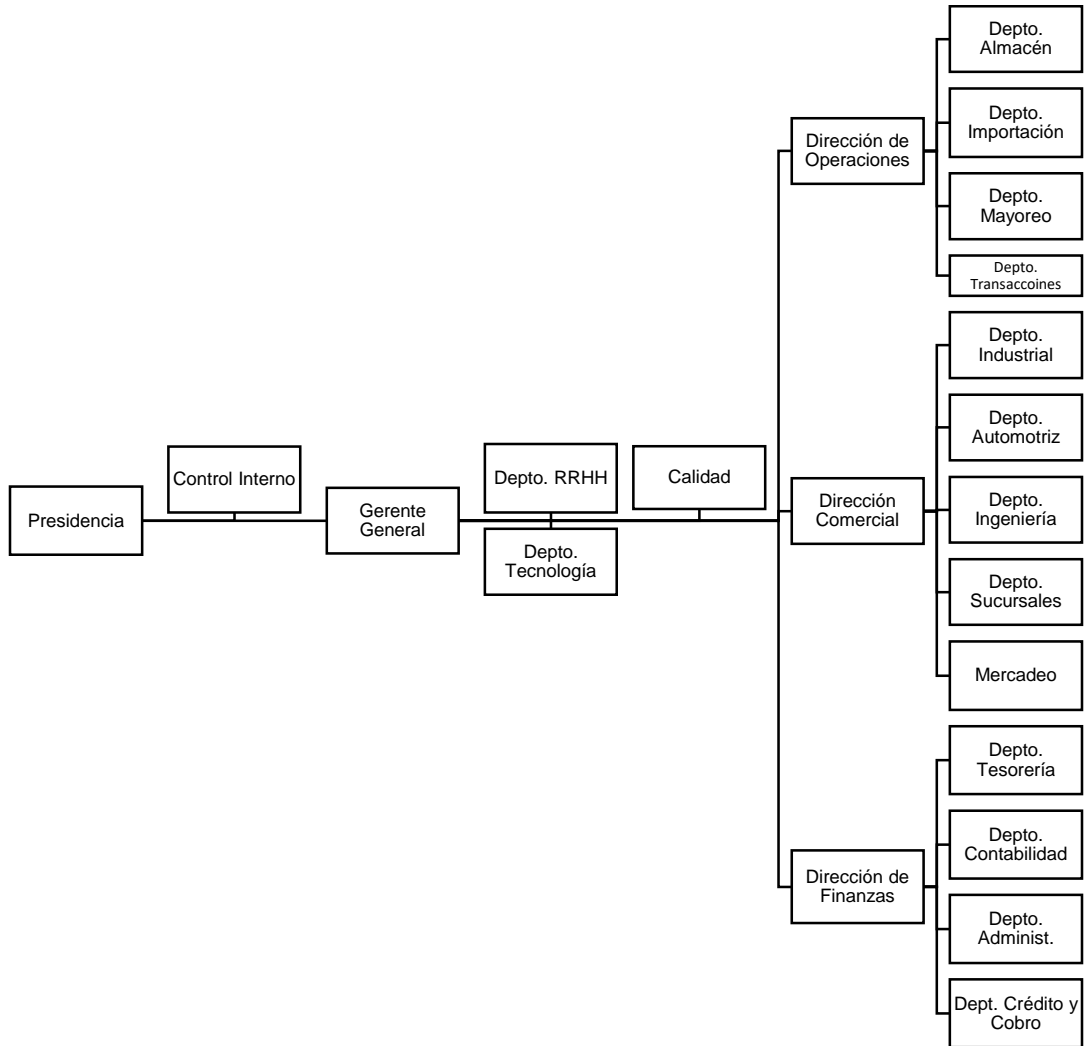 Presidencia
Control Interno
Gerente
General
Depto. RRHH
Depto.
Tecnología
Calidad
Dirección de
Operaciones
Depto.
Almacén
Depto.
Importación
Depto.
Mayoreo
Depto.
Transaccoines
Dirección
Comercial
Depto.
Industrial
Depto.
Automotriz
Depto.
Ingeniería
Depto.
Sucursales
Mercadeo
Dirección de
Finanzas
Depto.
Tesorería
Depto.
Contabilidad
Depto.
Administ.
Dept. Crédito y
Cobro